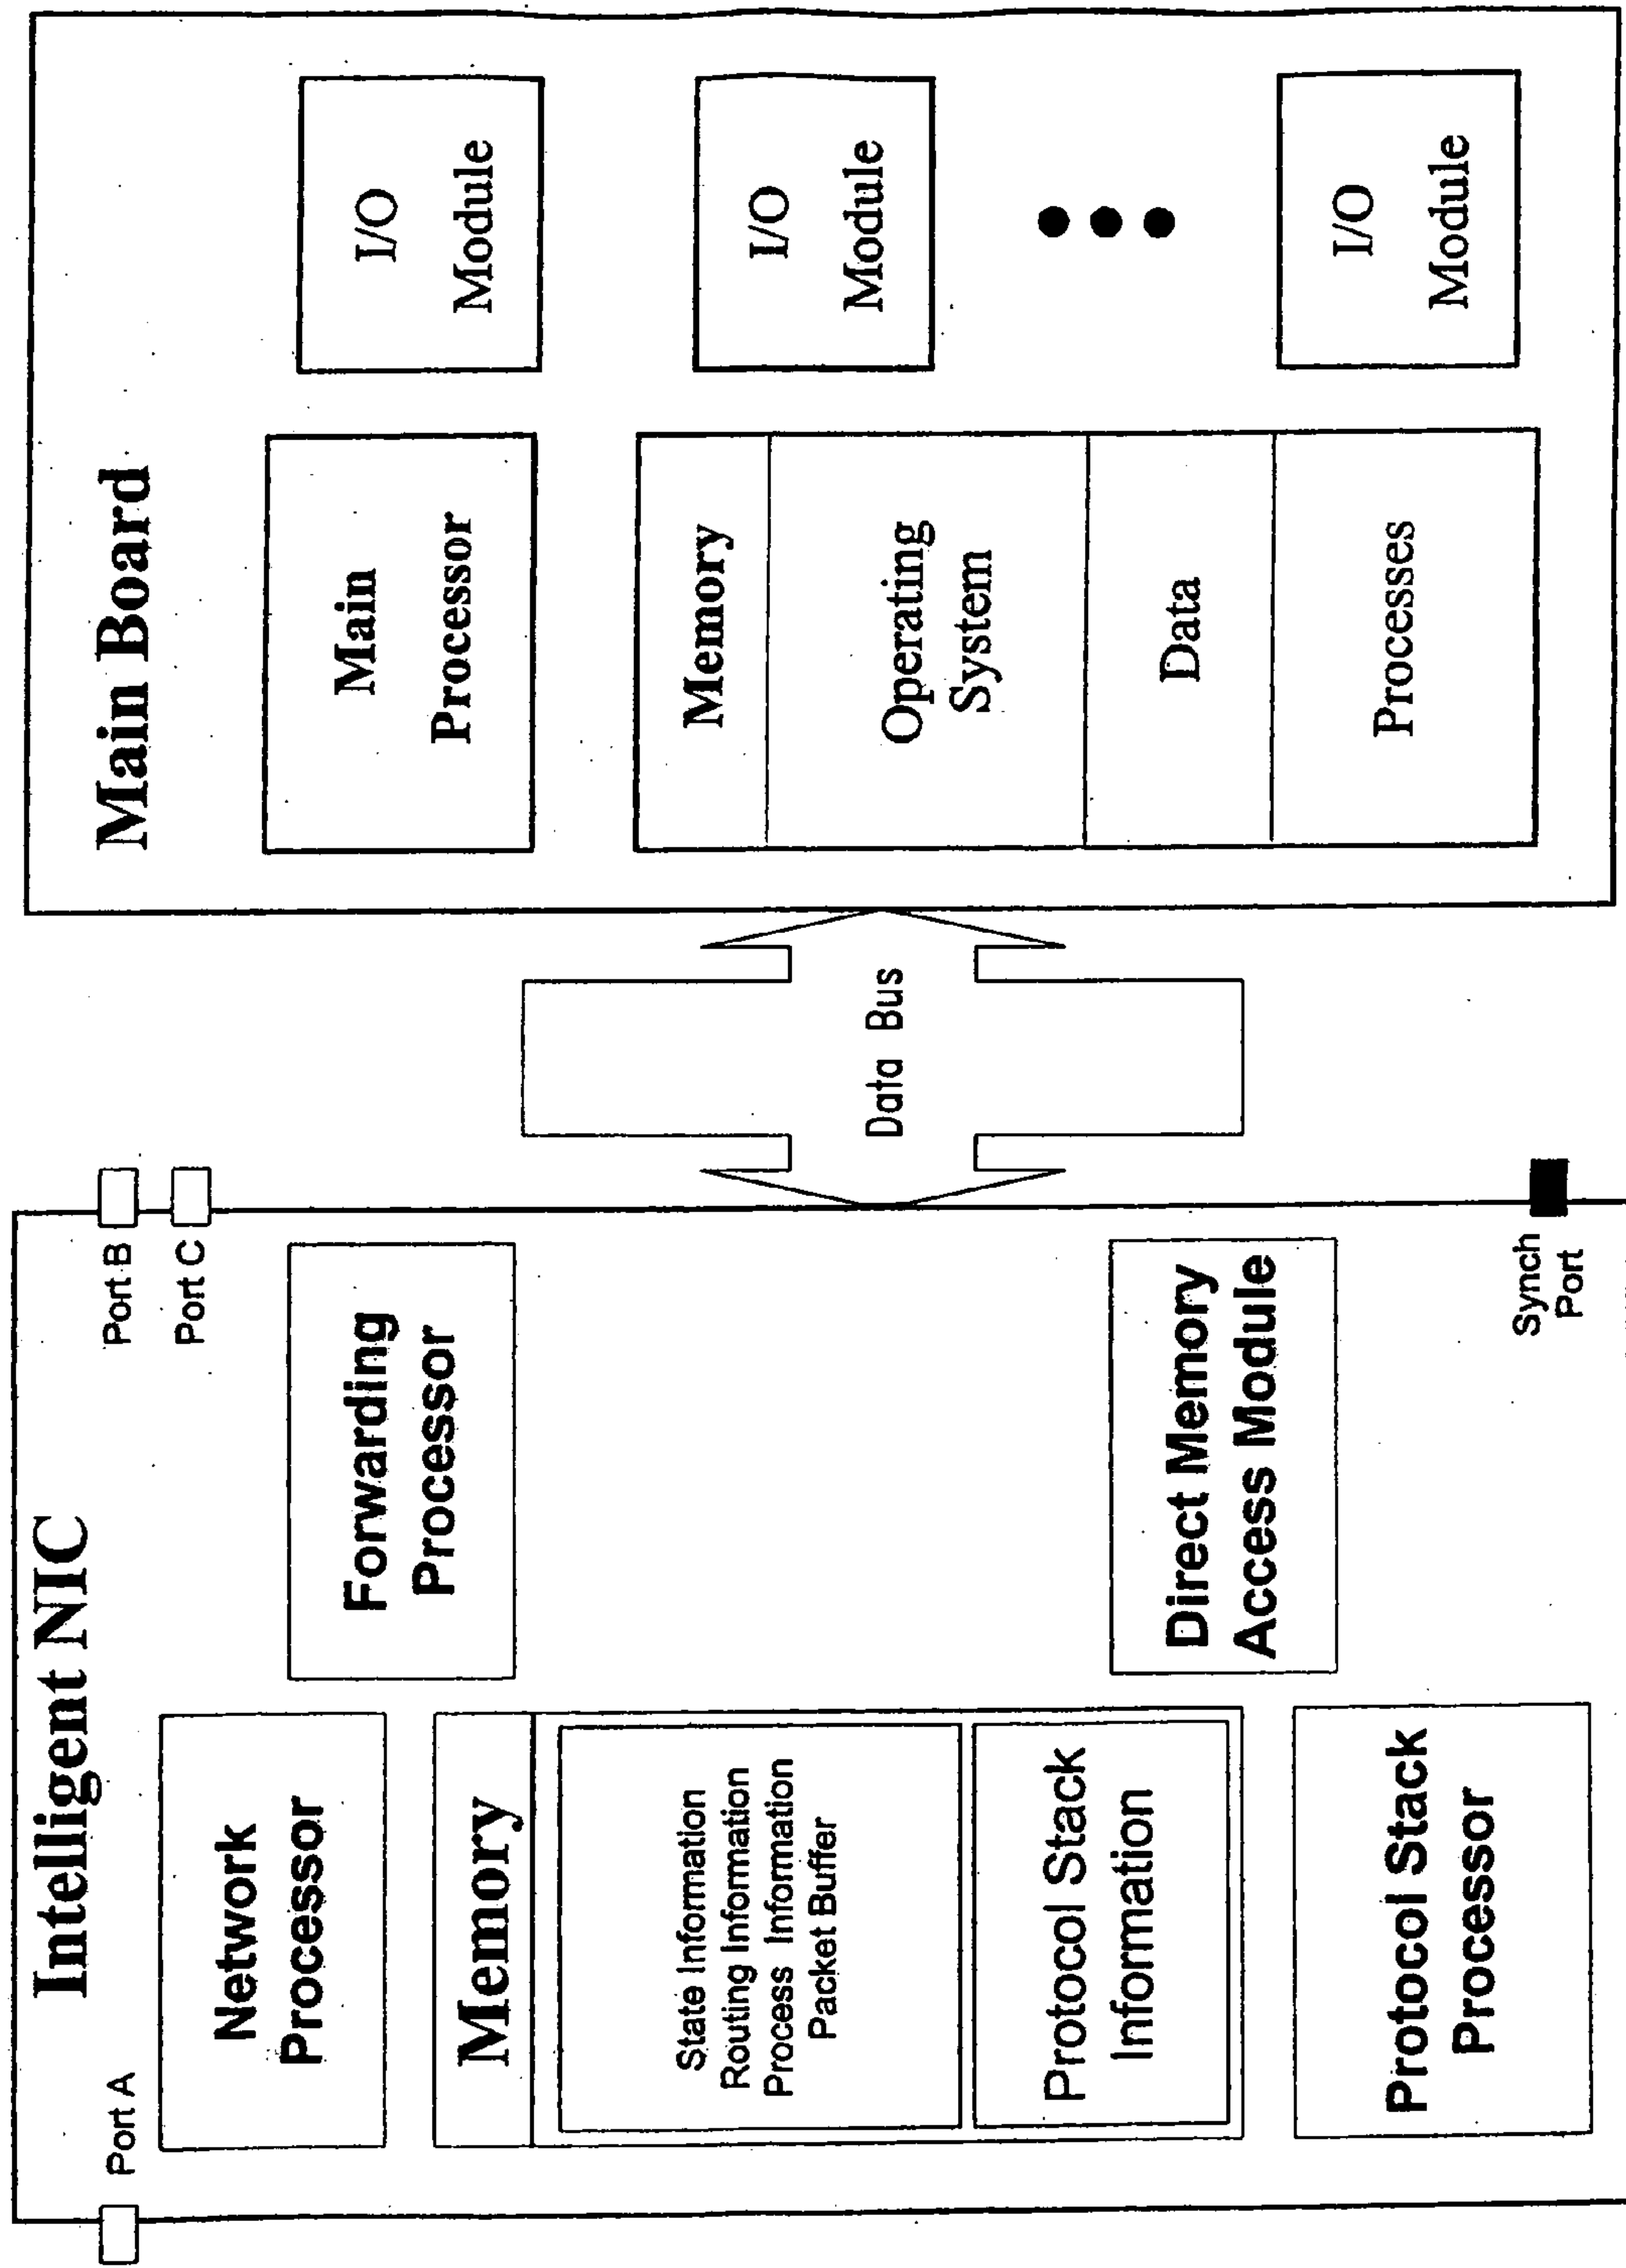 Intelligent NIC
Port A
Port B
Port C
Network
Processor
Forwarding
Processor
Memory
State Information
Routing Information
Process Information
Packet Buffer
Protocol Stack
Information
Direct Memory
Access Module
Protocol Stack
Processor
Synch
Port
Data Bus
Main Board
Main
Processor
I/O
Module
Memory
Operating
System
Data
Processes
I/O
Module
I/O
Module